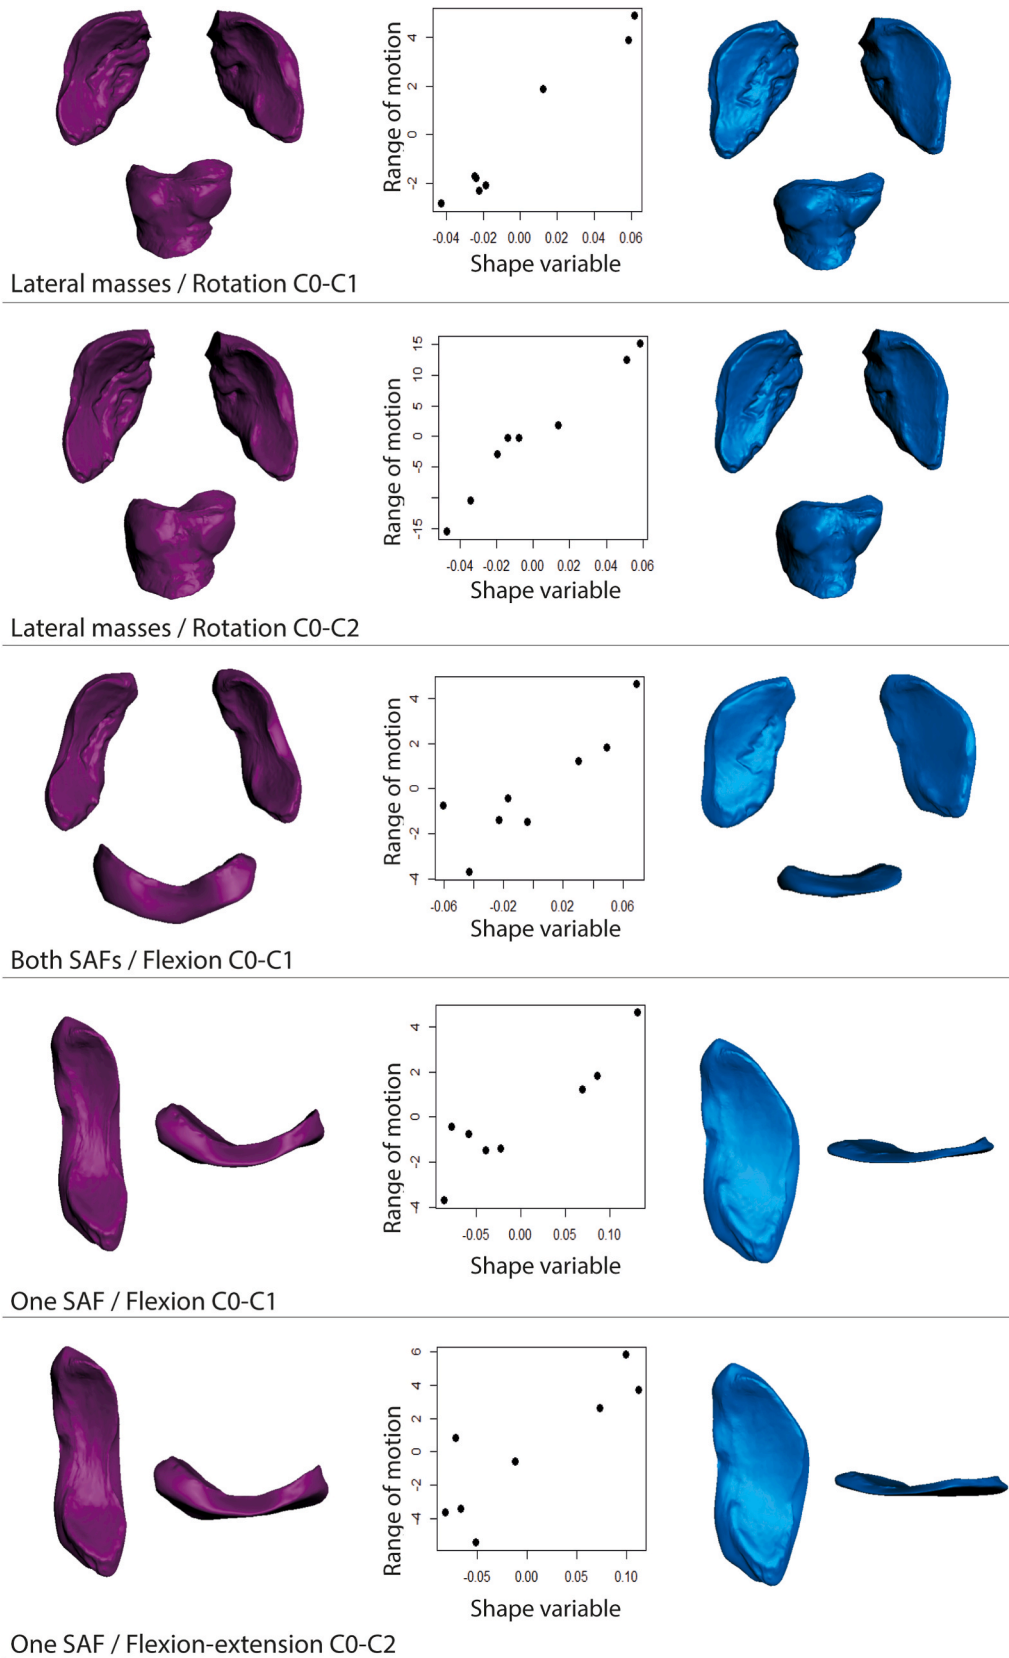 Range of motion
4
2
0
-2
-0.04 -0.02 0.00 0.02 0.04 0.06
Shape variable
Lateral masses / Rotation C0-C1
Range of motion
15
10
5
0
-5
-15
-0.04 -0.02 0.00 0.02 0.04 0.06
Shape variable
Lateral masses / Rotation C0-C2
Range of motion
4
2
0
-2
-4
-0.06 -0.02 0.02 0.06
Shape variable
Both SAFs / Flexion C0-C1
Range of motion
4
2
0
-2
-4
-0.05 0.00 0.05 0.10
Shape variable
One SAF / Flexion C0-C1
Range of motion
6
4
2
0
-2
-4
-0.05 0.00 0.05 0.10
Shape variable
One SAF / Flexion-extension C0-C2